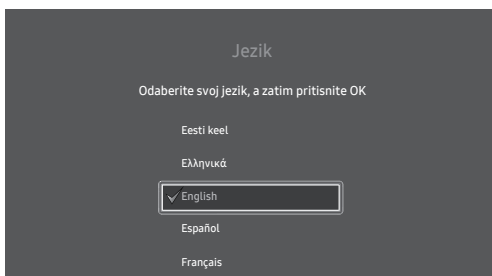 Jezik
Odaberite svoj jezik, a zatim pritisnite OK
Eesti keel
Ελληνικά
English
Español
Français